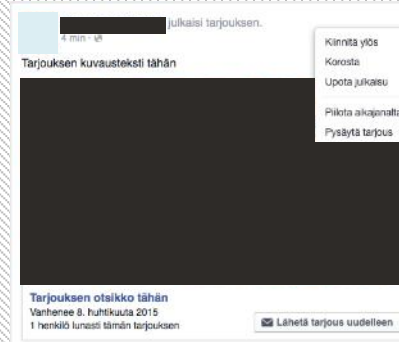 julkaisi tarjouksen.
4 min ·
Tarjouksen kuvausteksti tähän
Kiinnitä ylös
Korosta
Upota julkaisu
Piilota aikajanalta
Pysäytä tarjous
Tarjouksen otsikko tähän
Vanhenee 8. huhtikuuta 2015
1 henkilö lunasti tämän tarjouksen
Lähetä tarjous uudelleen